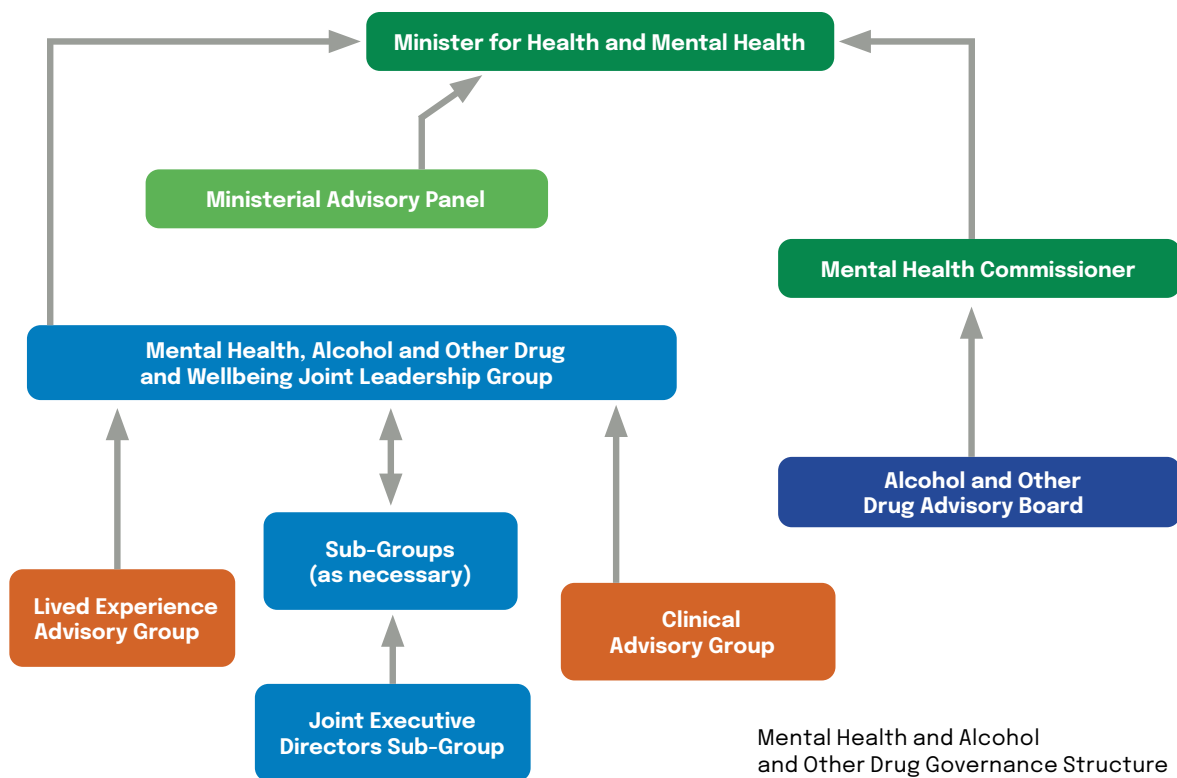 Minister for Health and Mental Health
Ministerial Advisory Panel
Mental Health Commissioner
Mental Health, Alcohol and Other Drug
and Wellbeing Joint Leadership Group
Alcohol and Other
Drug Advisory Board
Sub-Groups
(as necessary)
Lived Experience
Advisory Group
Clinical
Advisory Group
Joint Executive
Directors Sub-Group
Mental Health and Alcohol
and Other Drug Governance Structure